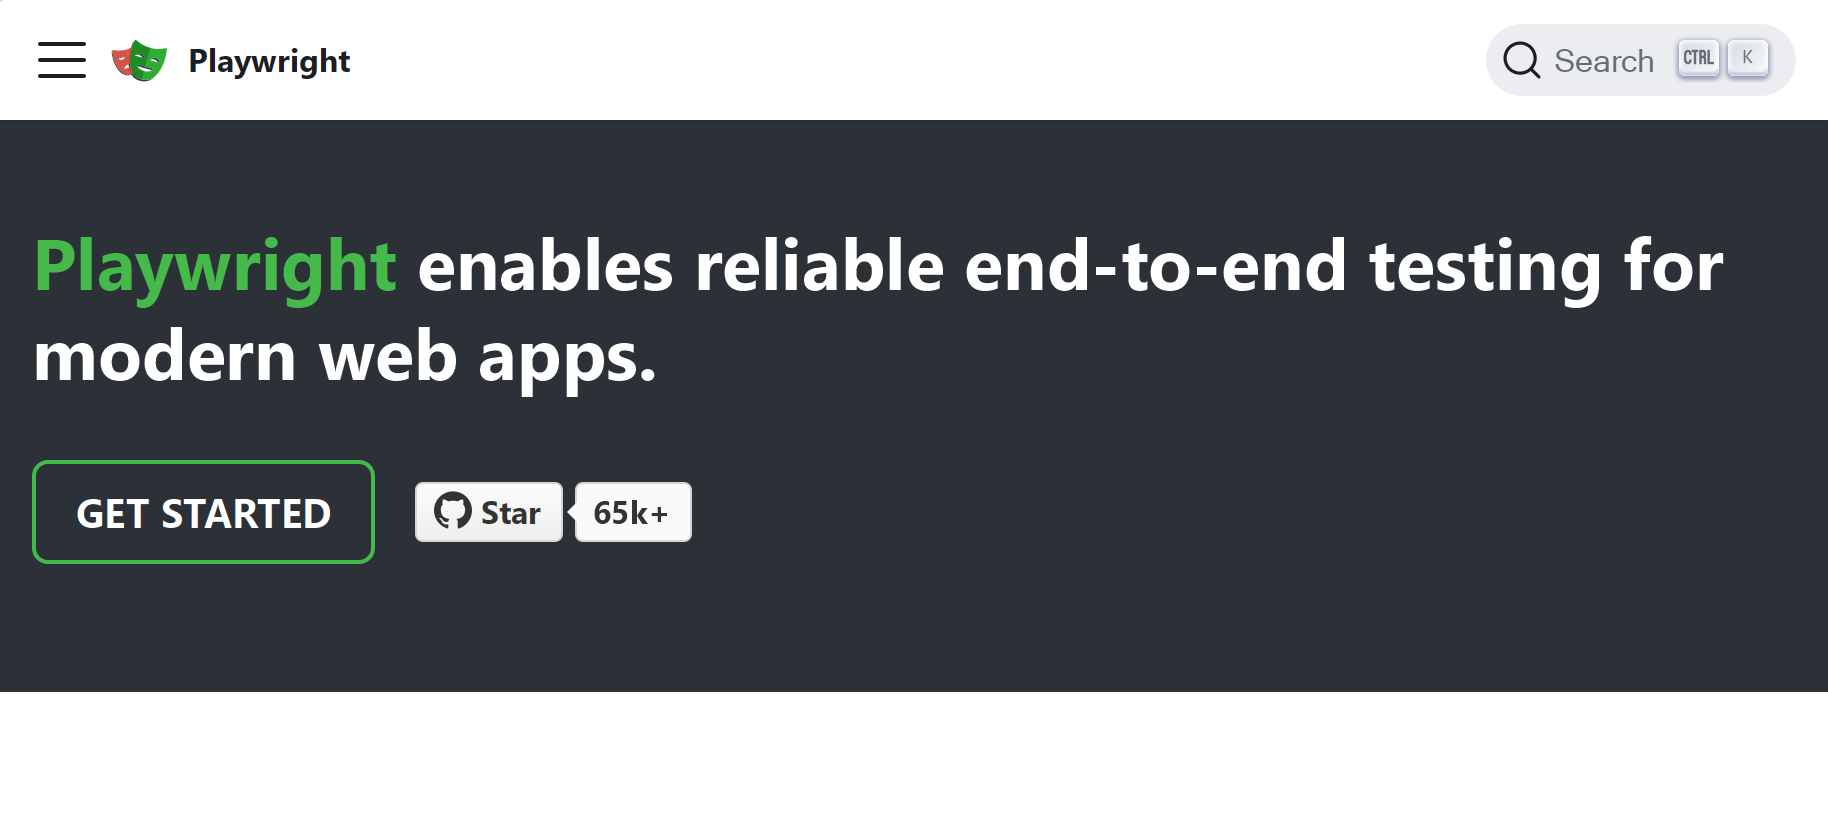 Playwright
Search CTRL K
Playwright enables reliable end-to-end testing for
modern web apps.
GET STARTED
Star 65k+